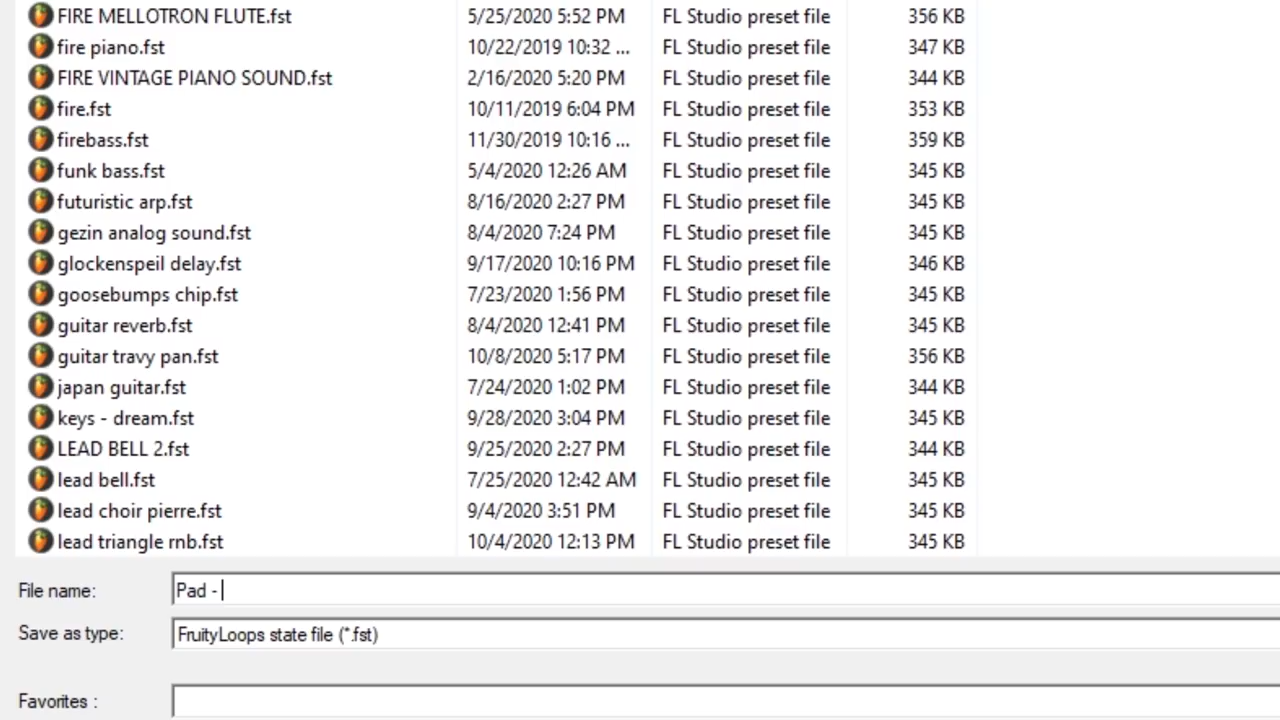 FIRE MELLOTRON FLUTE.fst 5/25/2020 5:52 PM FL Studio preset file 356 KB
fire piano.fst 10/22/2019 10:32 ... FL Studio preset file 347 KB
FIRE VINTAGE PIANO SOUND.fst 2/16/2020 5:20 PM FL Studio preset file 344 KB
fire.fst 10/11/2019 6:04 PM FL Studio preset file 353 KB
firebass.fst 11/30/2019 10:16 ... FL Studio preset file 359 KB
funk bass.fst 5/4/2020 12:26 AM FL Studio preset file 345 KB
futuristic arp.fst 8/16/2020 2:27 PM FL Studio preset file 345 KB
gezin analog sound.fst 8/4/2020 7:24 PM FL Studio preset file 345 KB
glockenspeil delay.fst 9/17/2020 10:16 PM FL Studio preset file 346 KB
goosebumps chip.fst 7/23/2020 1:56 PM FL Studio preset file 345 KB
guitar reverb.fst 8/4/2020 12:41 PM FL Studio preset file 345 KB
guitar travy pan.fst 10/8/2020 5:17 PM FL Studio preset file 356 KB
japan guitar.fst 7/24/2020 1:02 PM FL Studio preset file 344 KB
keys - dream.fst 9/28/2020 3:04 PM FL Studio preset file 345 KB
LEAD BELL 2.fst 9/25/2020 2:27 PM FL Studio preset file 344 KB
lead bell.fst 7/25/2020 12:42 AM FL Studio preset file 345 KB
lead choir pierre.fst 9/4/2020 3:51 PM FL Studio preset file 345 KB
lead triangle rnb.fst 10/4/2020 12:13 PM FL Studio preset file 345 KB
File name: Pad -
Save as type: FruityLoops state file (*.fst)
Favorites :